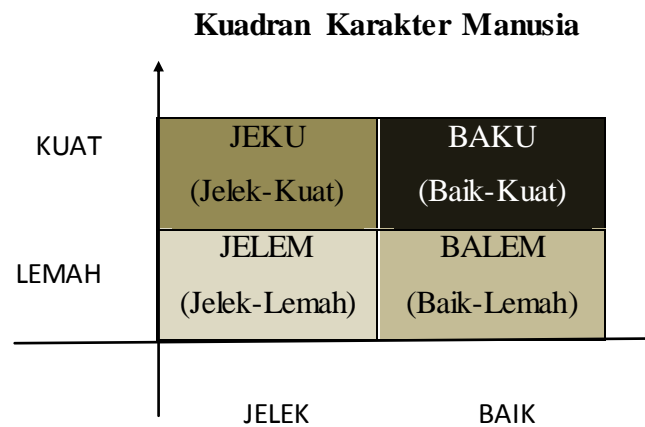 Kuadran Karakter Manusia
KUAT
JEKU
(Jelek-Kuat)
BAKU
(Baik-Kuat)
LEMAH
JELEM
(Jelek-Lemah)
BALEM
(Baik-Lemah)
JELEK
BAIK